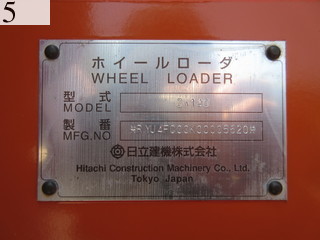 5
ホイールローダ
WHEEL LOADER
型式
MODEL
製番
MFG.NO
日立建機株式会社
Hitachi Construction Machinery Co., Ltd.
Tokyo Japan